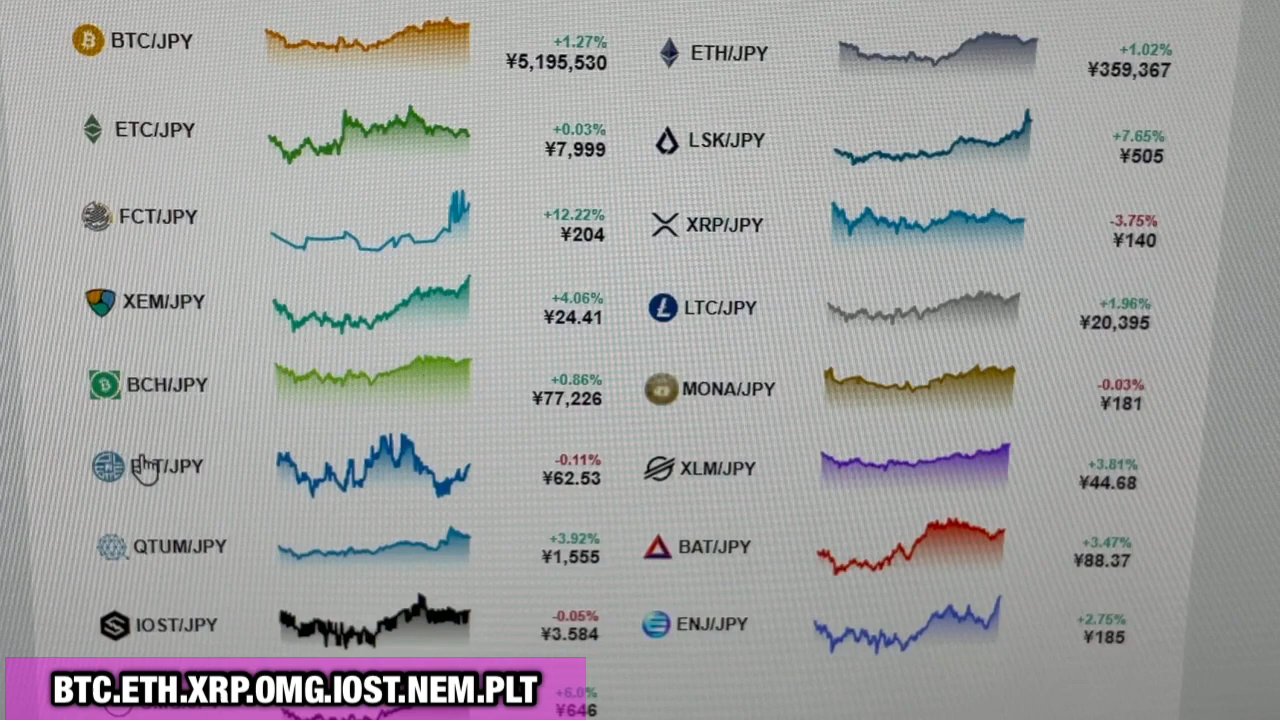 BTC/JPY
+1.27%
¥5,195,530
ETH/JPY
+1.02%
¥359,367
ETC/JPY
+0.03%
¥7,999
LSK/JPY
+7.65%
¥505
FCT/JPY
+12.22%
¥204
XRP/JPY
-3.75%
¥140
XEM/JPY
+4.06%
¥24.41
LTC/JPY
+1.96%
¥20,395
BCH/JPY
+0.86%
¥77,226
MONA/JPY
-0.03%
¥181
T/JPY
-0.11%
¥62.53
XLM/JPY
+3.81%
¥44.68
QTUM/JPY
+3.92%
¥1,555
BAT/JPY
+3.47%
¥88.37
IOST/JPY
-0.05%
¥3.584
ENJ/JPY
+2.75%
¥185
BTC.ETH.XRP.OMG.IOST.NEM.PLT
+6.0%
¥646